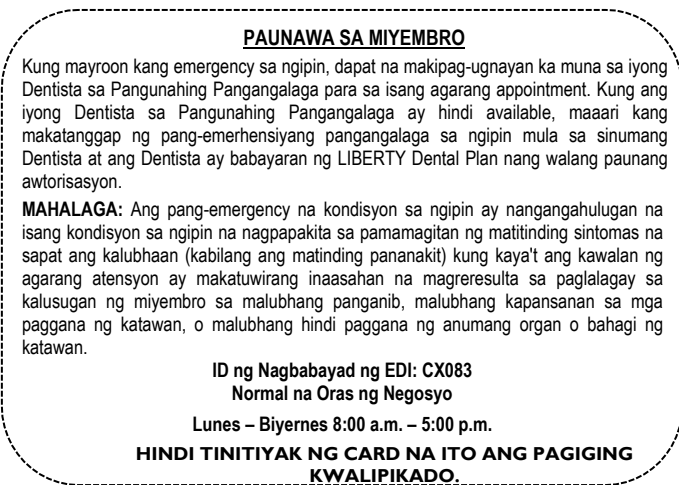 PAUNAWA SA MIYEMBRO
Kung mayroon kang emergency sa ngipin, dapat na makipag-ugnayan ka muna sa iyong
Dentista sa Pangunahing Pangangalaga para sa isang agarang appointment. Kung ang
iyong Dentista sa Pangunahing Pangangalaga ay hindi available, maaari kang
makatanggap ng pang-emerhensiyang pangangalaga sa ngipin mula sa sinumang
Dentista at ang Dentista ay babayaran ng LIBERTY Dental Plan nang walang paunang
awtorisasyon.
MAHALAGA: Ang pang-emergency na kondisyon sa ngipin ay nangangahulugan na
isang kondisyon sa ngipin na nagpapakita sa pamamagitan ng matitinding sintomas na
sapat ang kalubhaan (kabilang ang matinding pananakit) kung kaya't ang kawalan ng
agarang atensyon ay makatuwirang inaasahan na magreresulta sa paglalagay sa
kalusugan ng miyembro sa malubhang panganib, malubhang kapansanan sa mga
paggana ng katawan, o malubhang hindi paggana ng anumang organ o bahagi ng
katawan.
ID ng Nagbabayad ng EDI: CX083
Normal na Oras ng Negosyo
Lunes – Biyernes 8:00 a.m. – 5:00 p.m.
HINDI TINITIYAK NG CARD NA ITO ANG PAGIGING
KWALIPIKADO.